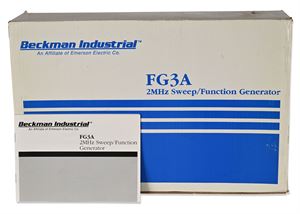 Beckman Industrial™
An Affiliate of Emerson Electric Co.
FG3A
2MHz Sweep/Function Generator
Beckman Industrial™
An Affiliate of Emerson Electric Co.
FG3A
2MHz Sweep/Function
Generator